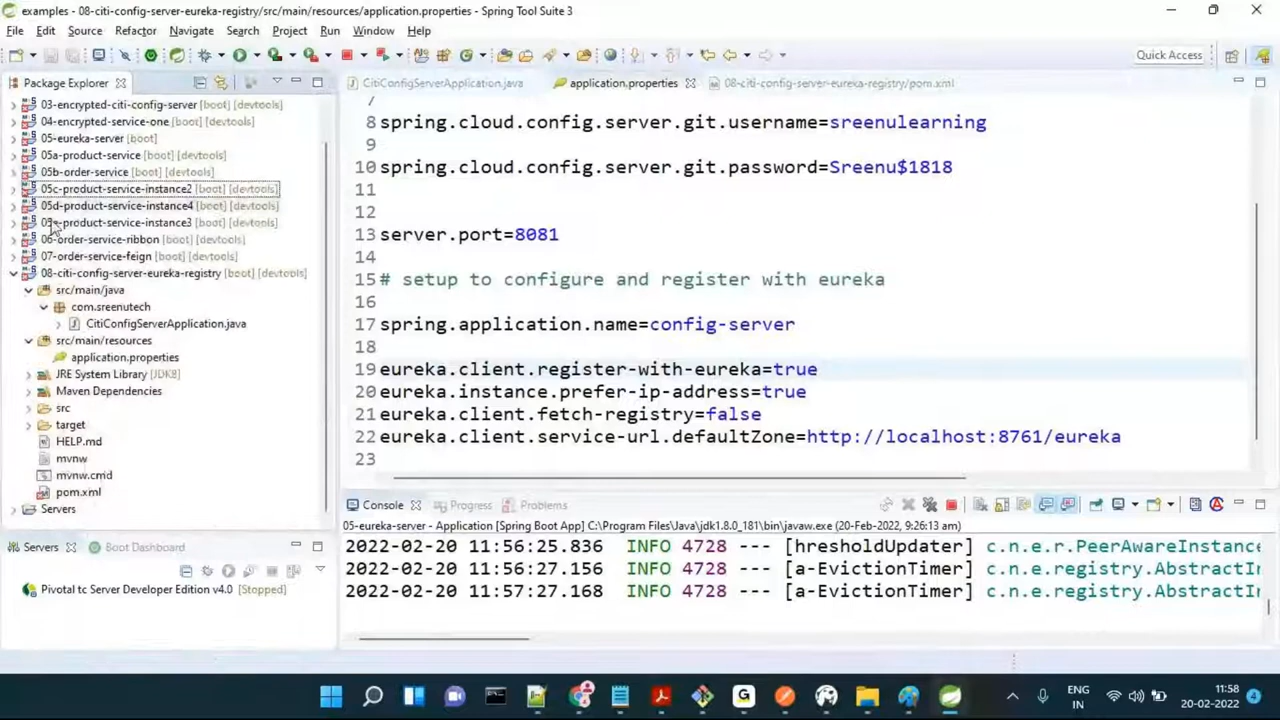 examples - 08-citi-config-server-eureka-registry/src/main/resources/application.properties - Spring Tool Suite 3
File Edit Source Refactor Navigate Search Project Run Window Help
Quick Access
Package Explorer
03-encrypted-citi-config-server [boot] [devtools]
04-encrypted-service-one [boot] [devtools]
05-eureka-server [boot]
05a-product-service [boot] [devtools]
05b-order-service [boot] [devtools]
05c-product-service-instance2 [boot] [devtools]
05d-product-service-instance4 [boot] [devtools]
-product-service-instance3 [boot] [devtools]
06-order-service-ribbon [boot] [devtools]
07-order-service-feign [boot] [devtools]
08-citi-config-server-eureka-registry [boot] [devtools]
src/main/java
com.sreenutech
CitiConfigServerApplication.java
src/main/resources
application.properties
JRE System Library [JDK8]
Maven Dependencies
src
target
HELP.md
mvnw
mvnw.cmd
pom.xml
Servers
Servers Boot Dashboard
Pivotal tc Server Developer Edition v4.0 [Stopped]
CitiConfigServerApplication.java application.properties 08-citi-config-server-eureka-registry/pom.xml
7
8 spring.cloud.config.server.git.username=sreenulearning
9
10 spring.cloud.config.server.git.password=Sreenu$1818
11
12
13 server.port=8081
14
15 # setup to configure and register with eureka
16
17 spring.application.name=config-server
18
19 eureka.client.register-with-eureka=true
20 eureka.instance.prefer-ip-address=true
21 eureka.client.fetch-registry=false
22 eureka.client.service-url.defaultZone=http://localhost:8761/eureka
23
Console Progress Problems
05-eureka-server - Application [Spring Boot App] C:\Program Files\Java\jdk1.8.0_181\bin\javaw.exe (20-Feb-2022, 9:26:13 am)
2022-02-20 11:56:25.836 INFO 4728 --- [hresholdUpdater] c.n.e.r.PeerAwareInstance
2022-02-20 11:56:27.156 INFO 4728 --- [a-EvictionTimer] c.n.e.registry.AbstractIn
2022-02-20 11:57:27.168 INFO 4728 --- [a-EvictionTimer] c.n.e.registry.AbstractIn
ENG
IN
11:58
20-02-2022